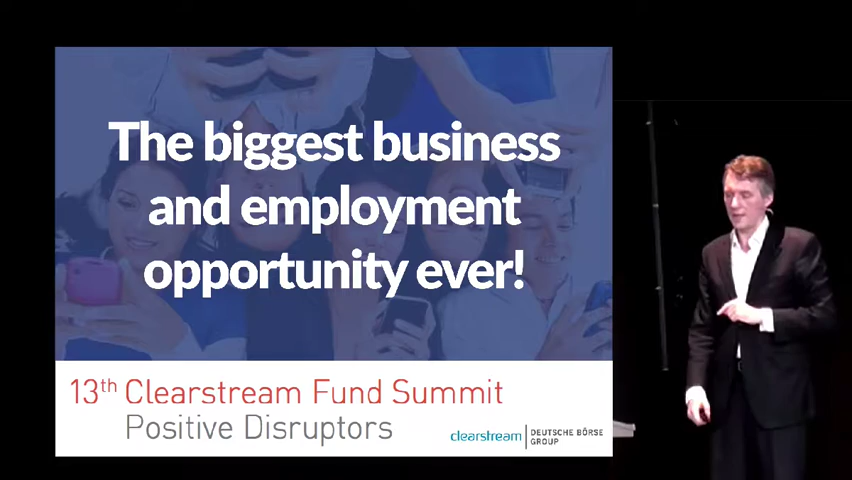 The biggest business
and employment
opportunity ever!
13th Clearstream Fund Summit
Positive Disruptors
clearstream
DEUTSCHE BÖRSE
GROUP